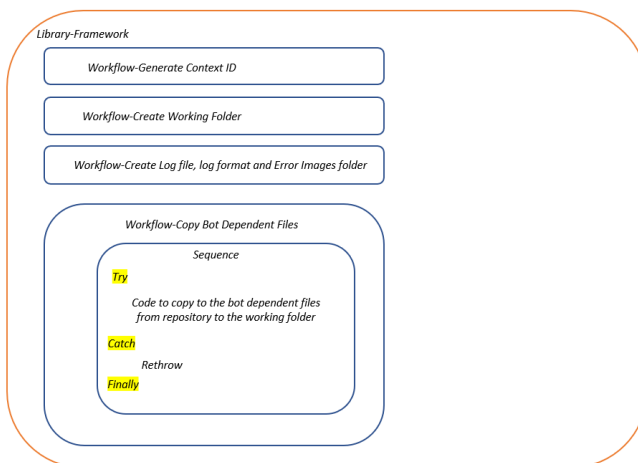 Library-Framework
Workflow-Generate Context ID
Workflow-Create Working Folder
Workflow-Create Log file, log format and Error Images folder
Workflow-Copy Bot Dependent Files
Sequence
Try
Code to copy to the bot dependent files
from repository to the working folder
Catch
Rethrow
Finally